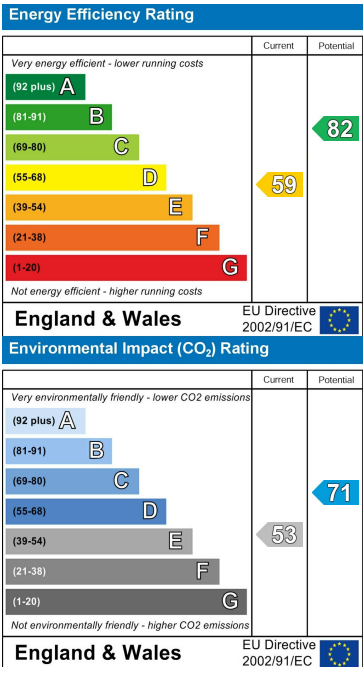 Energy Efficiency Rating
Current Potential
Very energy efficient - lower running costs
(92 plus) A
(81-91) B
82
(69-80) C
(55-68) D
59
(39-54) E
(21-38) F
(1-20) G
Not energy efficient - higher running costs
England & Wales
EU Directive
2002/91/EC
Environmental Impact (CO₂) Rating
Current Potential
Very environmentally friendly - lower CO2 emissions
(92 plus) A
(81-91) B
(69-80) C
71
(55-68) D
(39-54) E
53
(21-38) F
(1-20) G
Not environmentally friendly - higher CO2 emissions
England & Wales
EU Directive
2002/91/EC